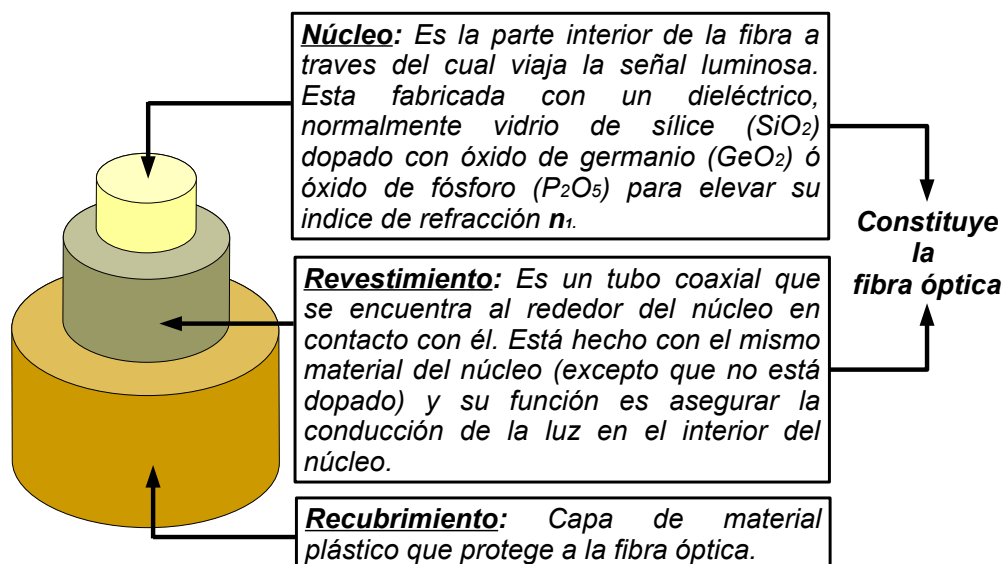 Núcleo: Es la parte interior de la fibra a
traves del cual viaja la señal luminosa.
Esta fabricada con un dieléctrico,
normalmente vidrio de sílice (SiO₂)
dopado con óxido de germanio (GeO₂) ó
óxido de fósforo (P₂O₅) para elevar su
indice de refracción n₁.
Constituye
la
fibra óptica
Revestimiento: Es un tubo coaxial que
se encuentra al rededor del núcleo en
contacto con él. Está hecho con el mismo
material del núcleo (excepto que no está
dopado) y su función es asegurar la
conducción de la luz en el interior del
núcleo.
Recubrimiento: Capa de material
plástico que protege a la fibra óptica.